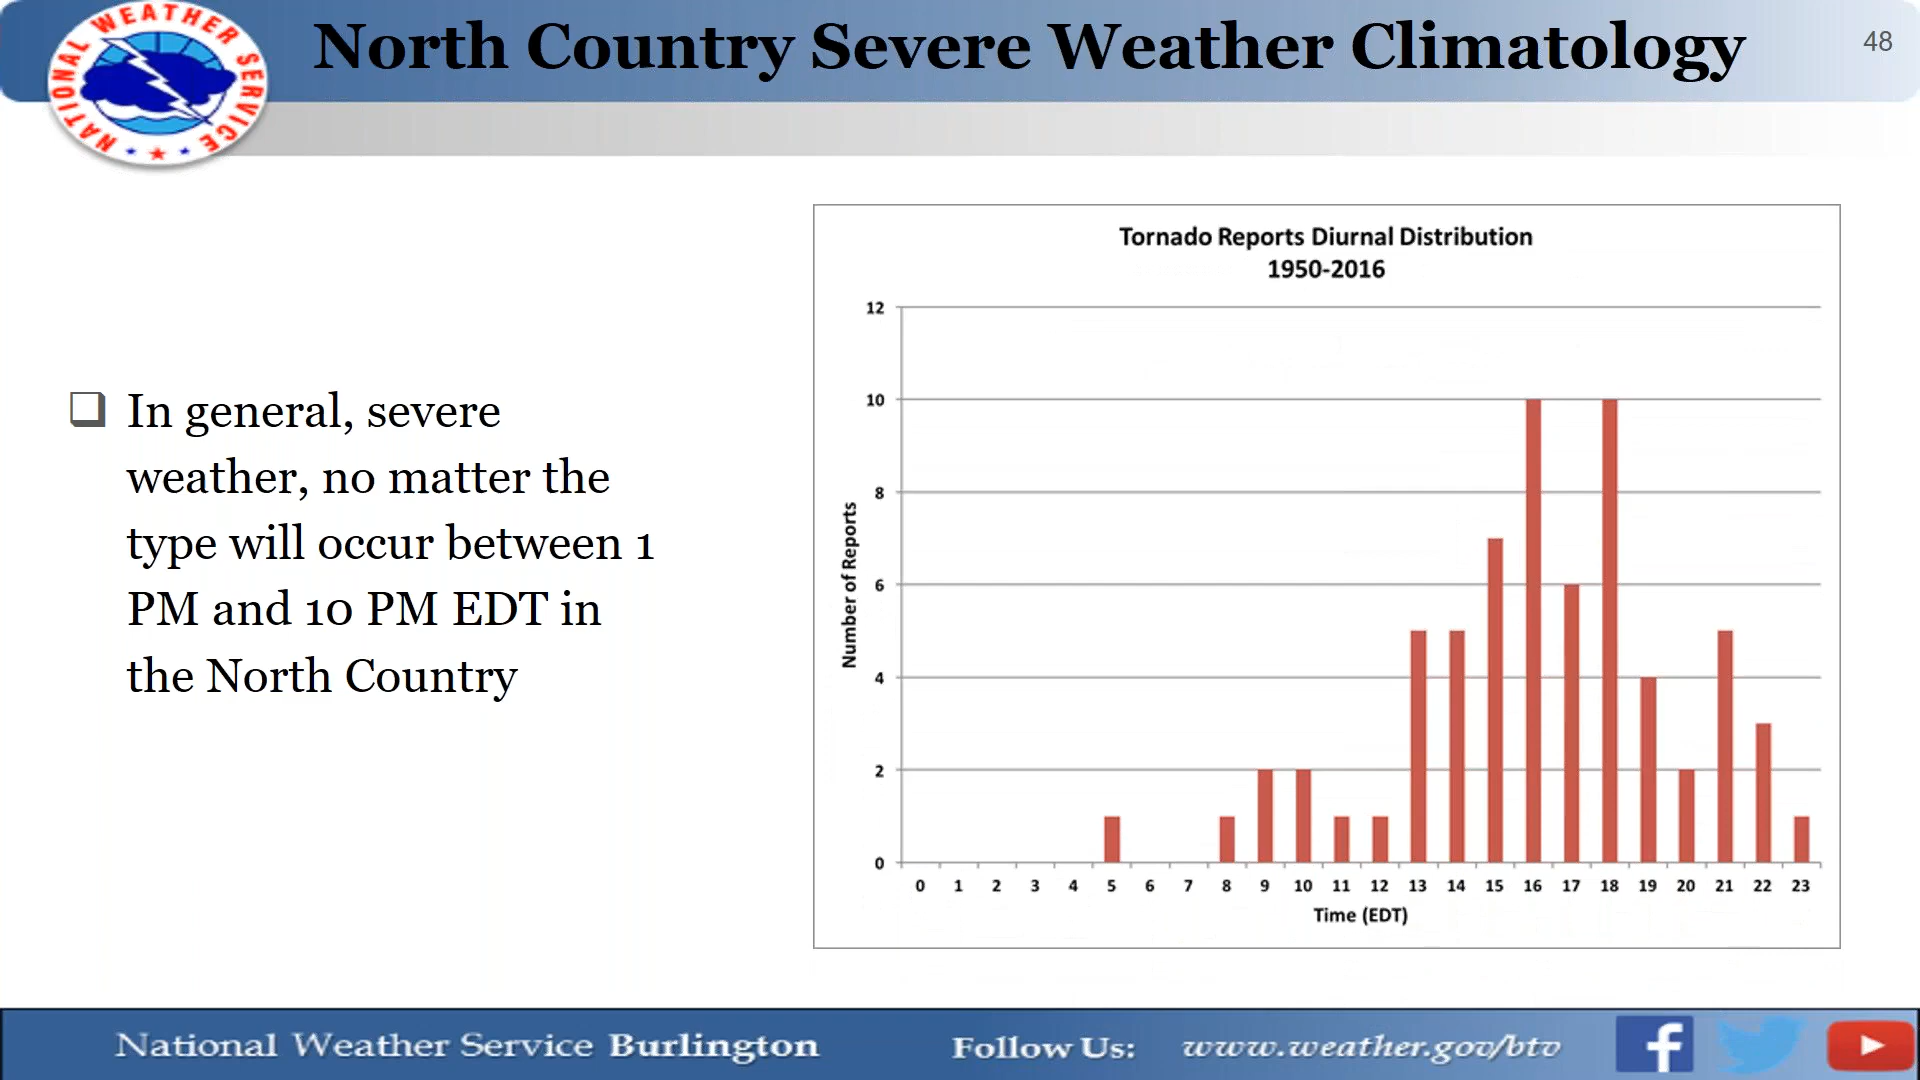 North Country Severe Weather Climatology
48
NATIONAL WEATHER SERVICE
In general, severe
weather, no matter the
type will occur between 1
PM and 10 PM EDT in
the North Country
Tornado Reports Diurnal Distribution
1950-2016
Number of Reports
12
10
8
6
4
2
0
0 1 2 3 4 5 6 7 8 9 10 11 12 13 14 15 16 17 18 19 20 21 22 23
Time (EDT)
National Weather Service Burlington
Follow Us: www.weather.gov/btv
f